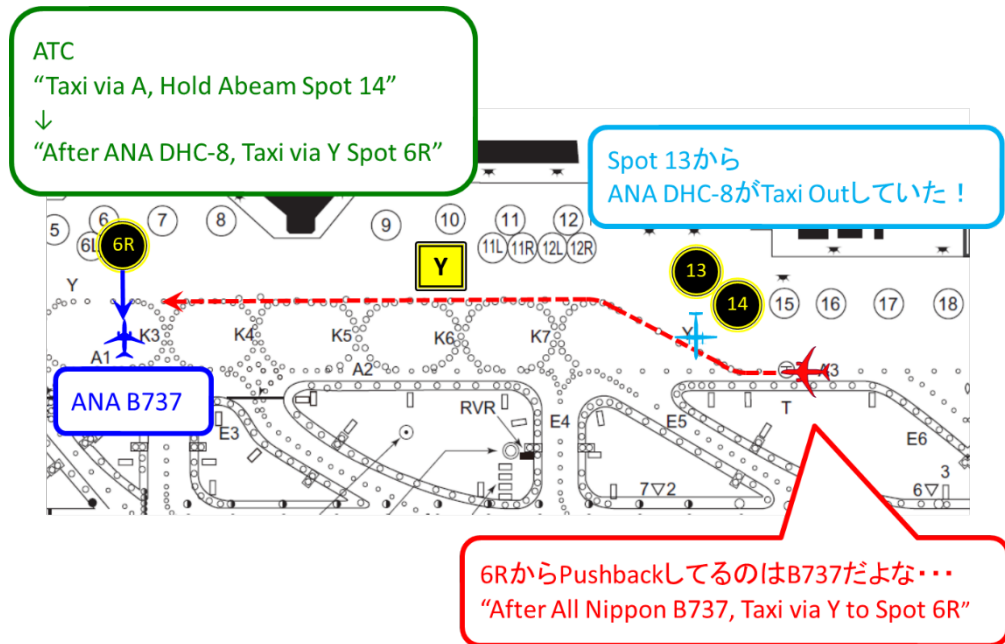 ATC
“Taxi via A, Hold Abeam Spot 14”
↓
“After ANA DHC-8, Taxi via Y Spot 6R”
Spot 13から
ANA DHC-8がTaxi Outしていた！
5
6
7
8
9
10
11
12
6L
6R
11L
11R
12L
12R
Y
13
14
15
16
17
18
Y
Y
K3
K4
K5
K6
K7
A1
A2
A3
T
ANA B737
E3
RVR
E4
E5
T
E6
7▽2
3
6▽
6RからPushbackしてるのはB737だよな・・・
“After All Nippon B737, Taxi via Y to Spot 6R”